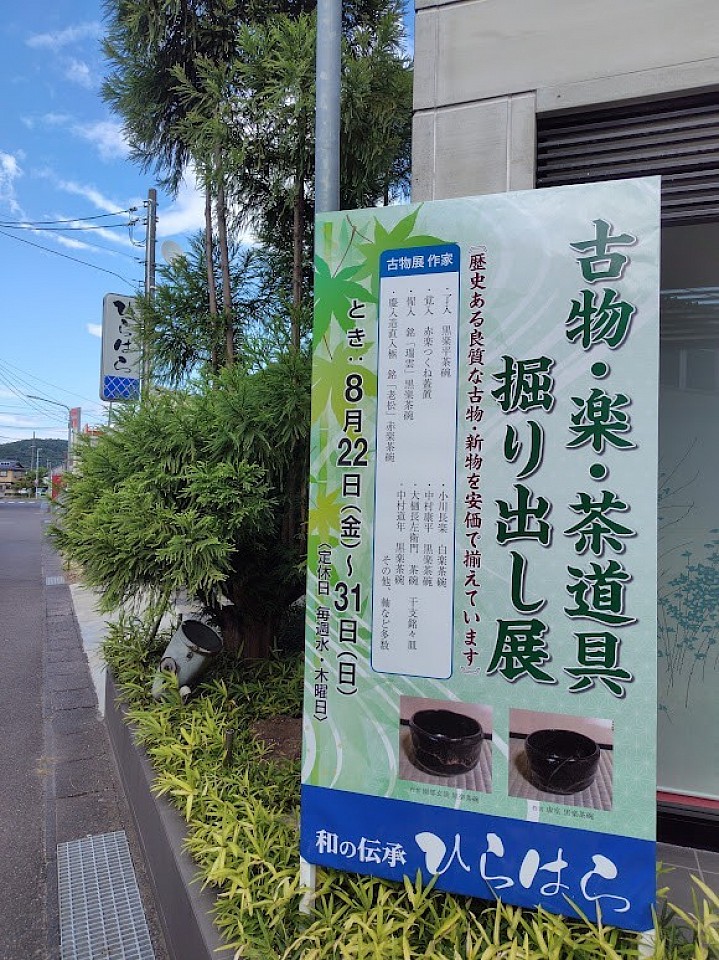 古物・楽・茶道具
掘り出し展
『歴史ある良質な古物・新物を安価で揃えています』
古物展 作家
・了入 黒楽平茶碗
・覚入 赤楽つくね蓋置
・惺入 銘「瑞雲」黒楽茶碗
・慶入造直入極 銘「老松」赤楽茶碗
・小川長楽 白楽茶碗
・中村康平 黒楽茶碗
・大樋長左衛門 茶碗 干支銘々皿
・中村道年 黒楽茶碗
その他、軸など多数
とき：8月22日(金)～31日(日)
〈定休日 毎週水・木曜日〉
黒楽茶碗
黒楽茶碗
和の伝承 ひらはら
ひらはら